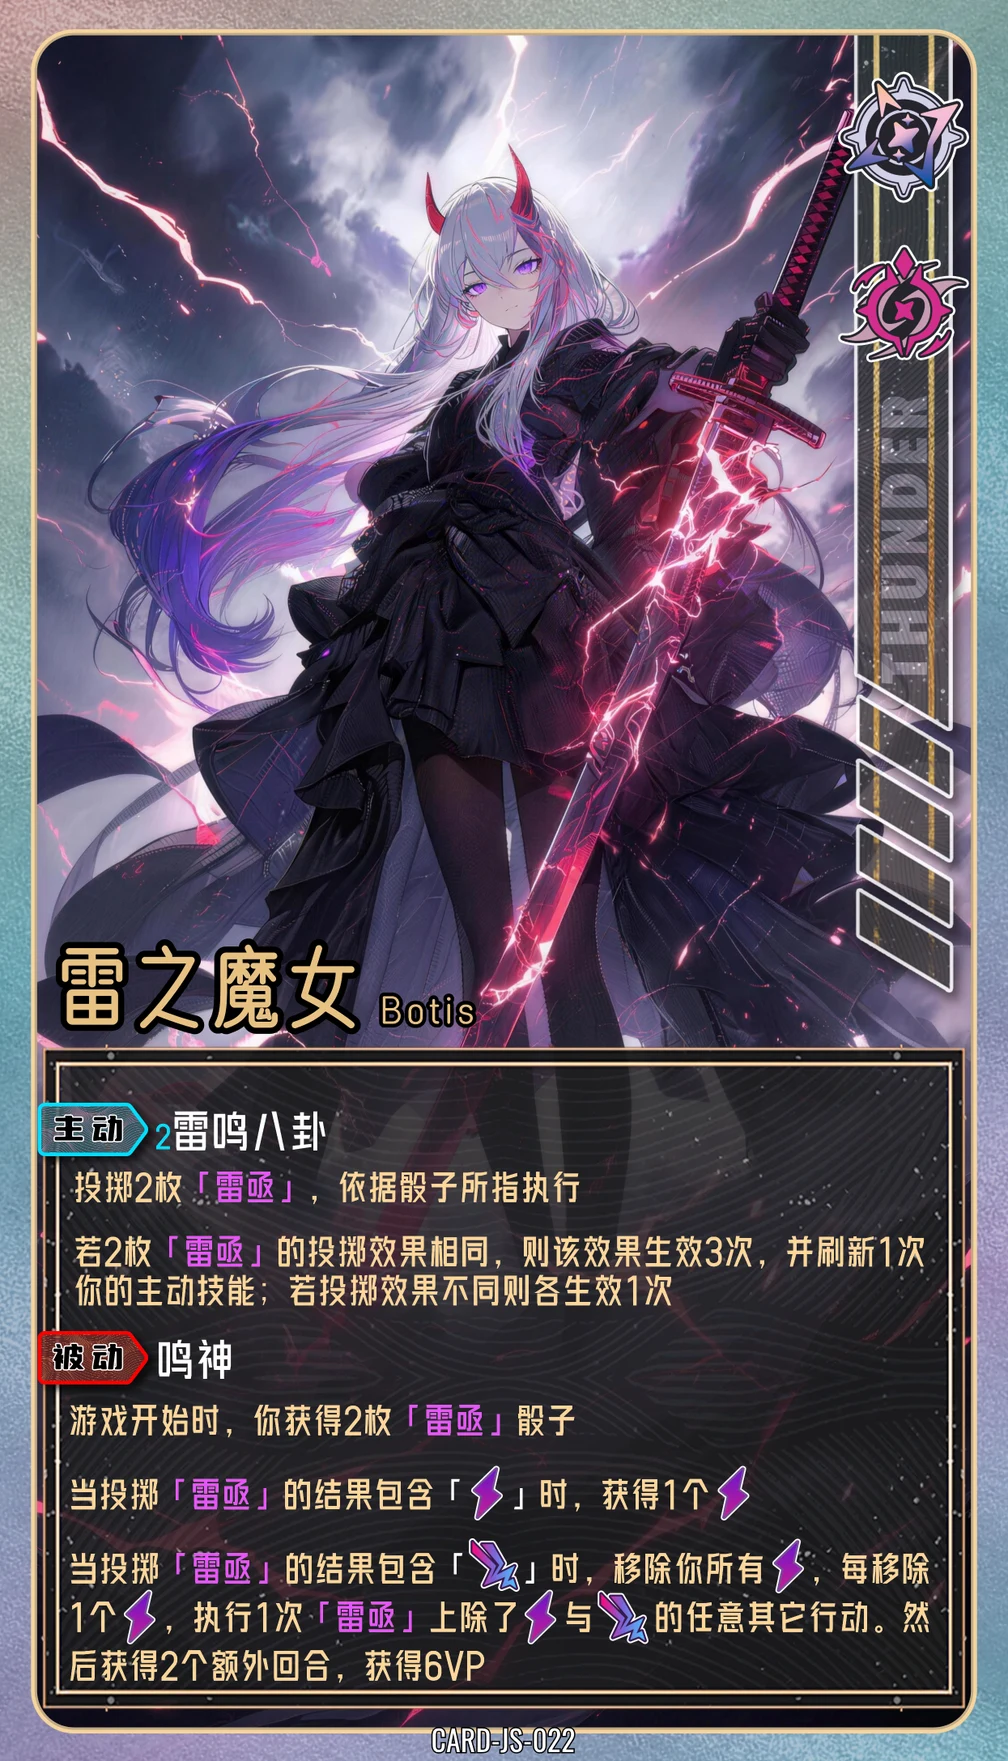 THUNDER
雷之魔女 Botis
主动 2雷鸣八卦
投掷2枚「雷亟」，依据骰子所指执行
若2枚「雷亟」的投掷效果相同，则该效果生效3次，并刷新1次
你的主动技能；若投掷效果不同则各生效1次
被动 鸣神
游戏开始时，你获得2枚「雷亟」骰子
当投掷「雷亟」的结果包含「」时，获得1个
当投掷「雷亟」的结果包含「」时，移除你所有，每移除
1个，执行1次「雷亟」上除了与的任意其它行动。然
后获得2个额外回合，获得6VP
CARD-JS-022